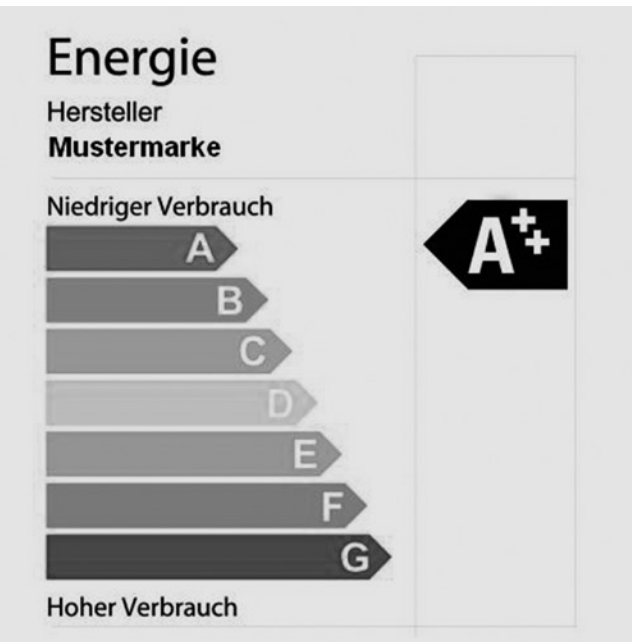 Energie
Hersteller
Mustermarke
Niedriger Verbrauch
A
A++
B
C
D
E
F
G
Hoher Verbrauch